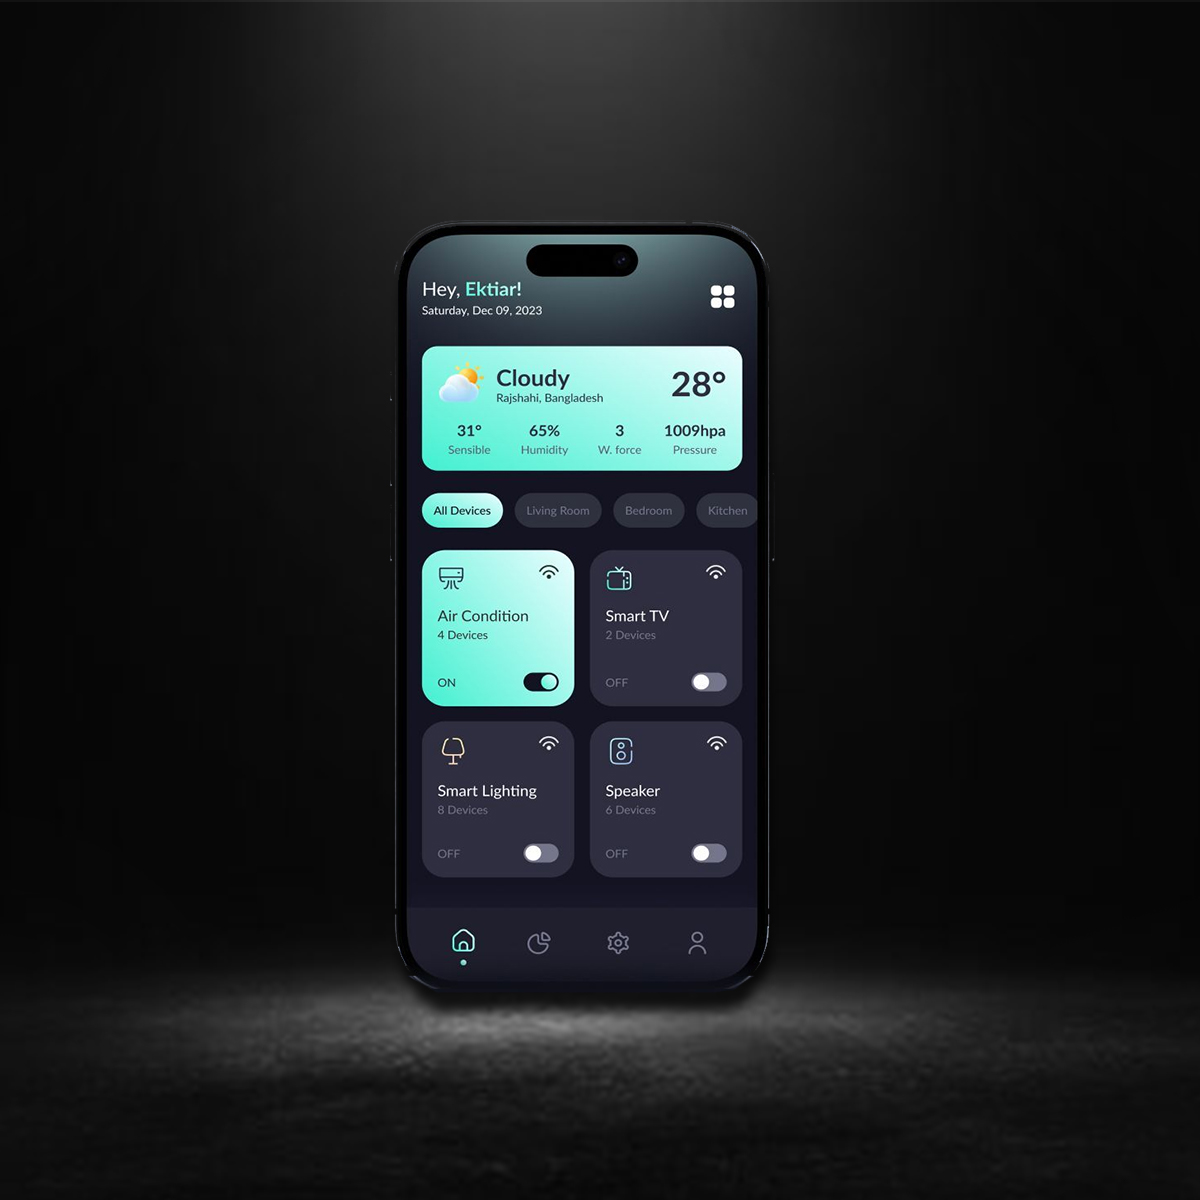 Hey, Ektiar!
Saturday, Dec 09, 2023
Cloudy
Rajshahi, Bangladesh
28°
31° 65% 3 1009hpa
Sensible Humidity W. force Pressure
All Devices Living Room Bedroom Kitchen
Air Condition
4 Devices
ON
Smart TV
2 Devices
OFF
Smart Lighting
8 Devices
OFF
Speaker
6 Devices
OFF